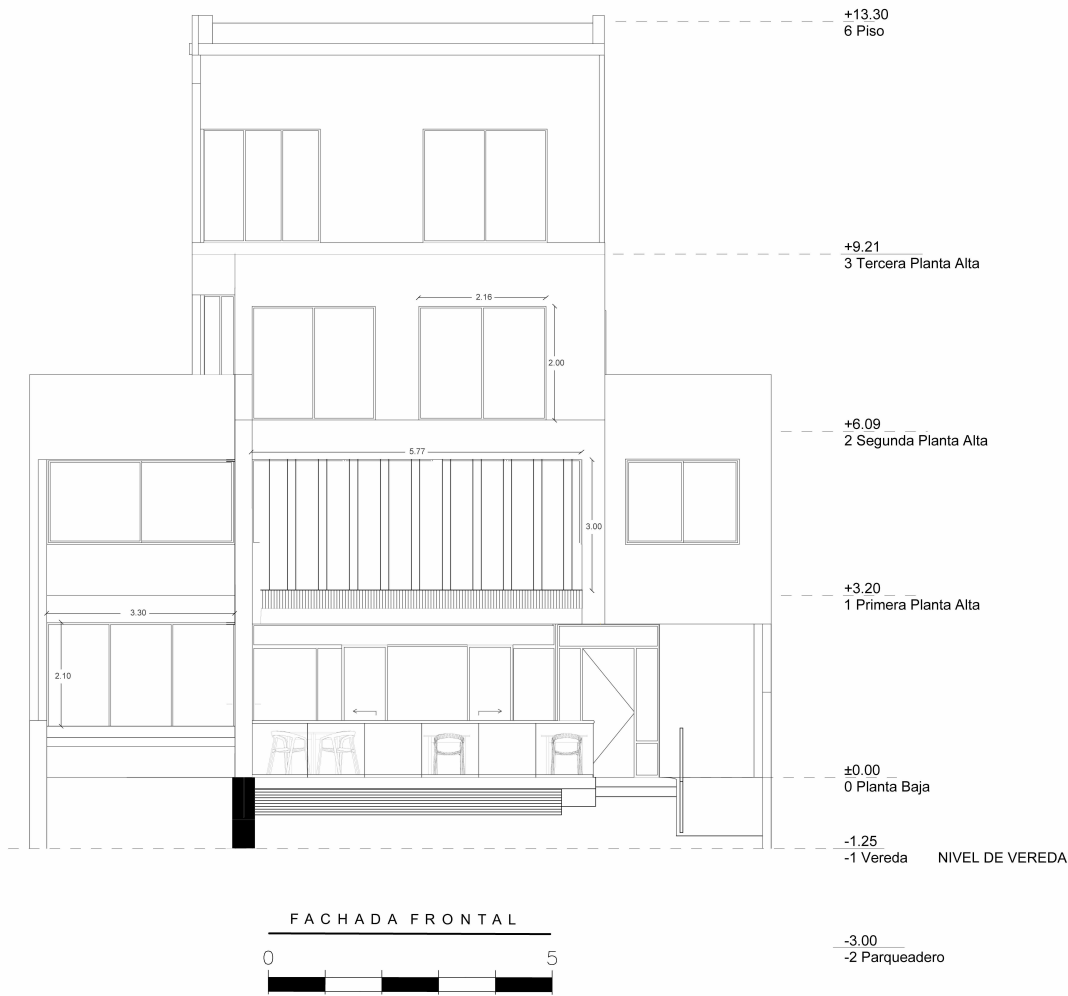 +13.30
6 Piso
+9.21
3 Tercera Planta Alta
2.16
2.00
+6.09
2 Segunda Planta Alta
5.77
3.00
+3.20
1 Primera Planta Alta
3.30
2.10
±0.00
0 Planta Baja
-1.25
-1 Vereda NIVEL DE VEREDA
FACHADA FRONTAL
-3.00
-2 Parqueadero
0 5